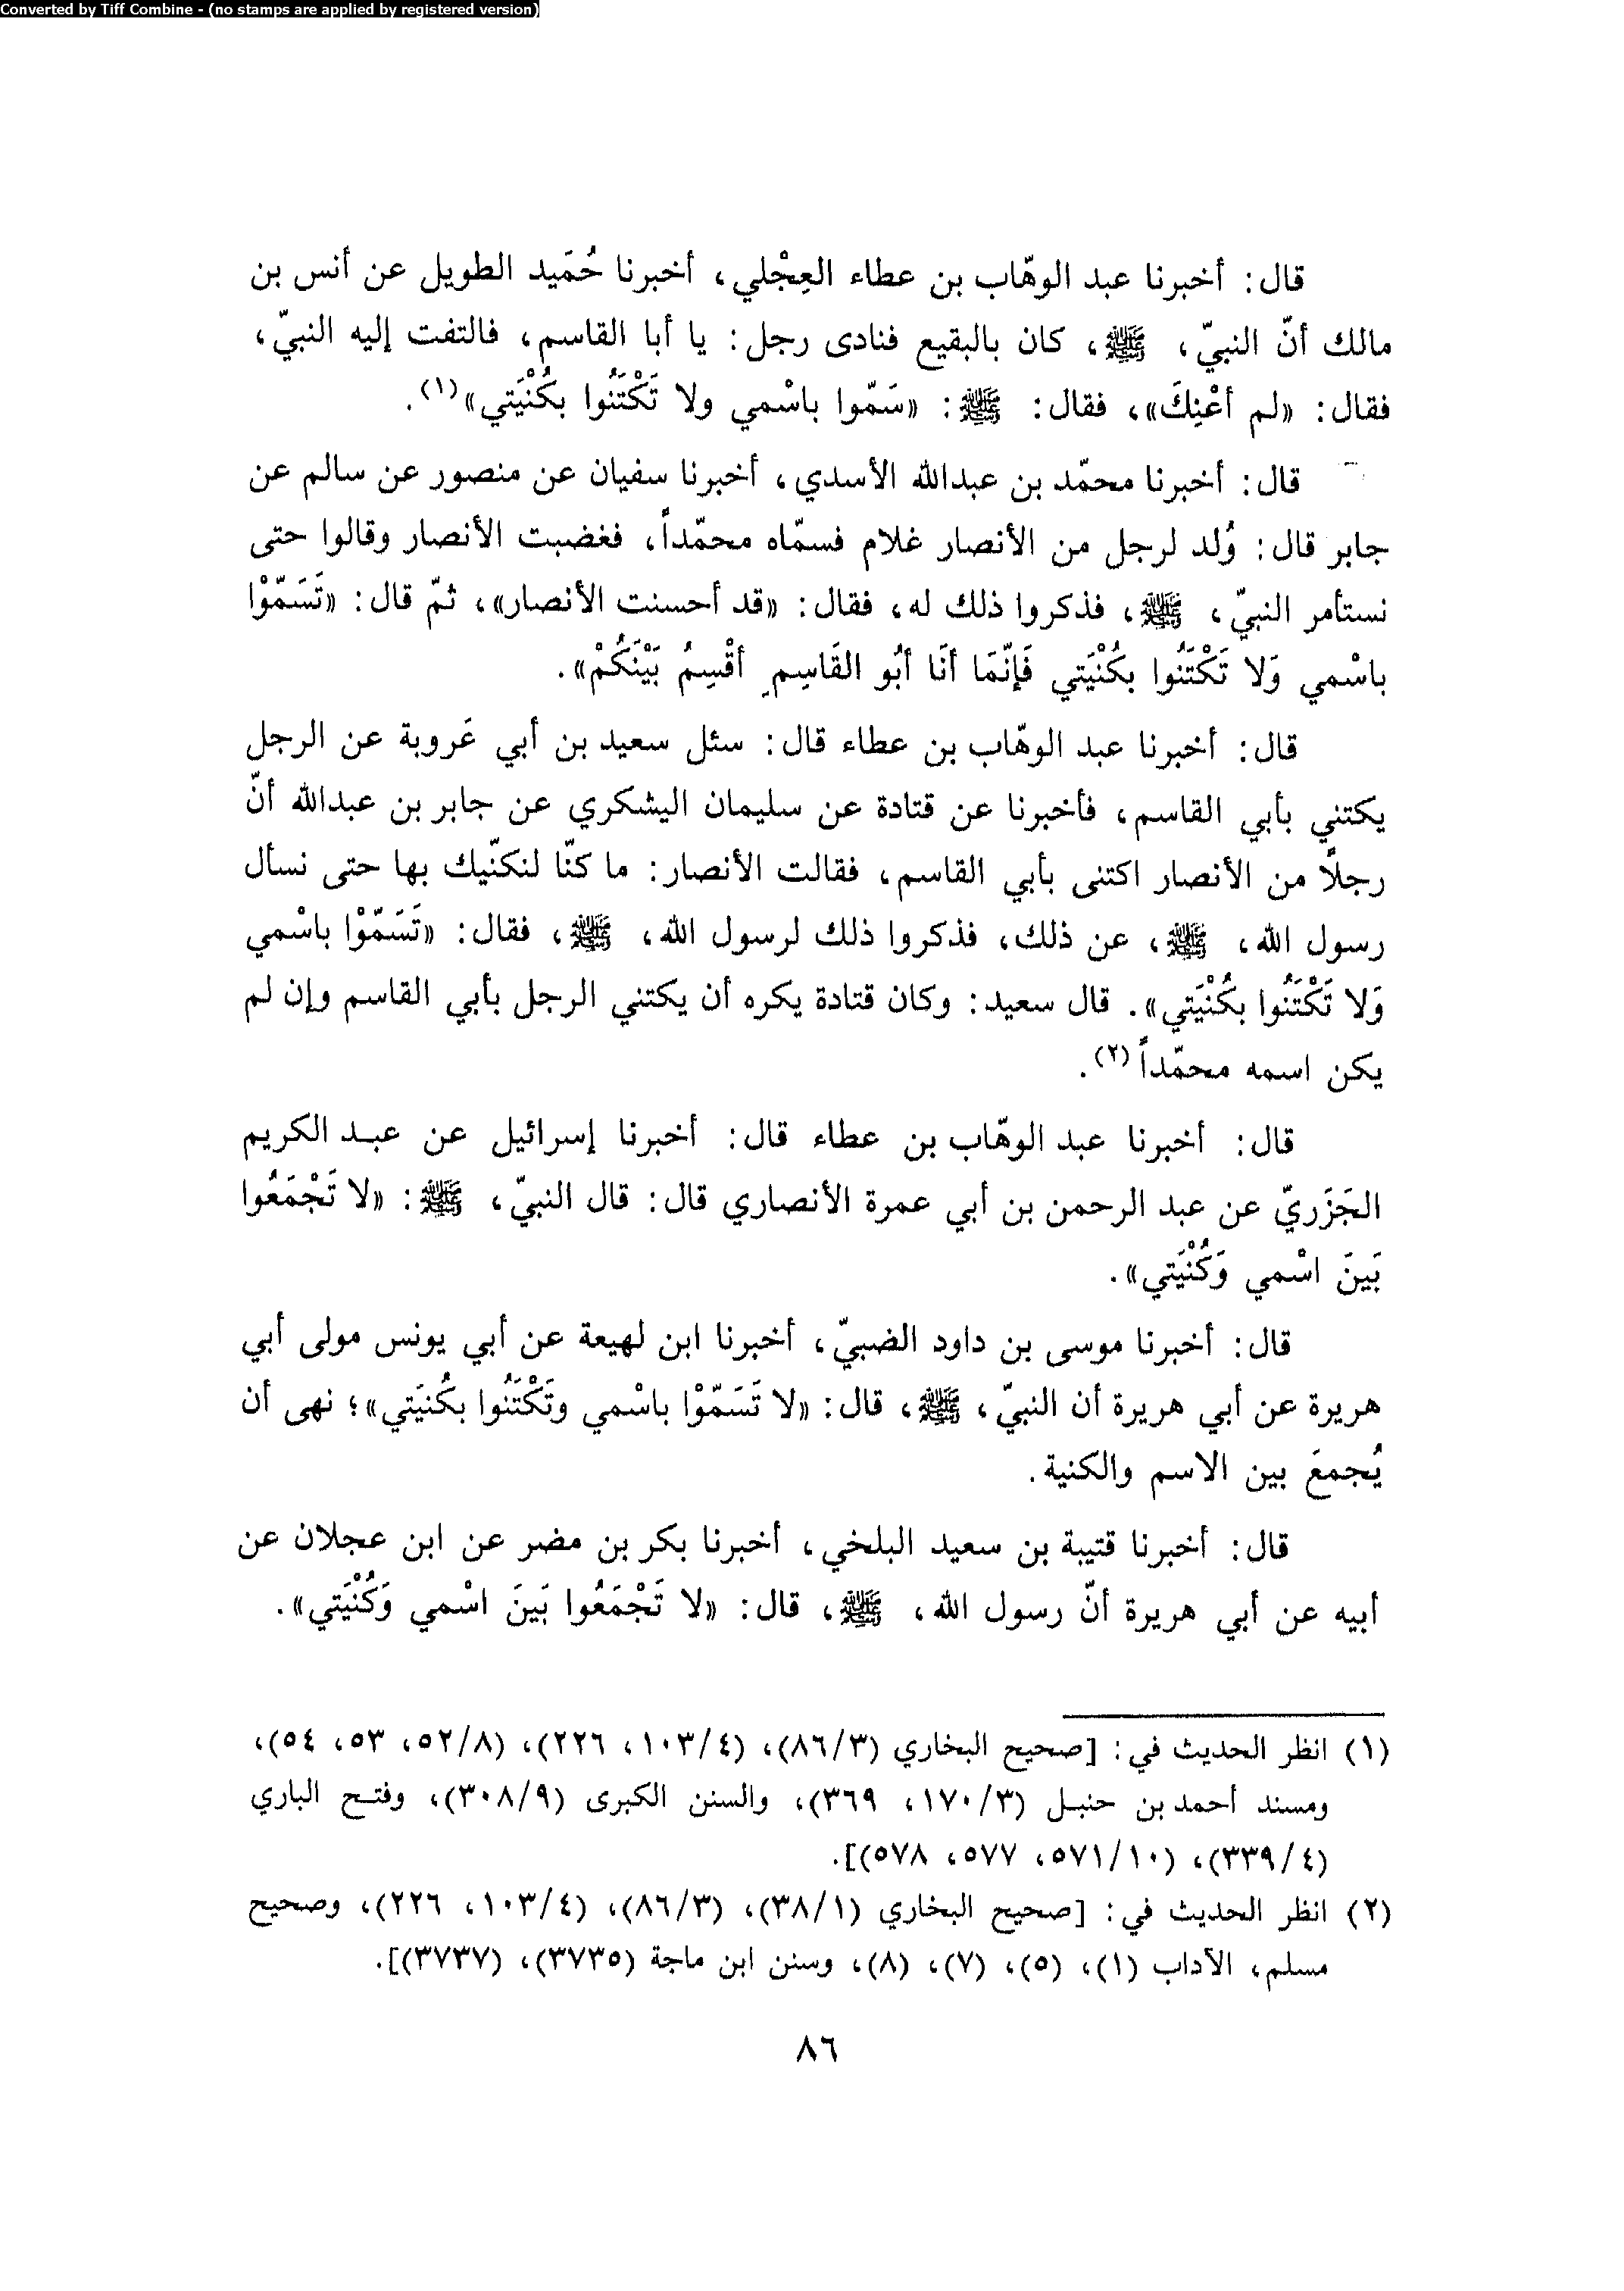 Converted by Tiff Combine - (no stamps are applied by registered version)
قال: أخبرنا عبد الوهّاب بن عطاء العِجْلي، أخبرنا حُمَيد الطويل عن أنس بن
مالك أنّ النبيّ، ﷺ، كان بالبقيع فنادى رجل: يا أبا القاسم، فالتفت إليه النبيّ،
فقال: «لم أعْنِكَ»، فقال: ﷺ: «سَمّوا باسْمي ولا تَكْتَنُوا بكُنْيَتي»(١).
قال: أخبرنا محمّد بن عبدالله الأسدي، أخبرنا سفيان عن منصور عن سالم عن
جابر قال: وُلد لرجل من الأنصار غلام فسمّاه محمّداً، فغضبت الأنصار وقالوا حتى
نستأمر النبيّ، ﷺ، فذكروا ذلك له، فقال: «قد أحسنت الأنصار»، ثمّ قال: «تَسَمّوْا
باسْمي وَلا تَكْتَنُوا بكُنْيَتي فَإنّمَا أنَا أبُو القَاسِمِ أقْسِمُ بَيْنَكُمْ».
قال: أخبرنا عبد الوهّاب بن عطاء قال: سئل سعيد بن أبي عَروبة عن الرجل
يكتني بأبي القاسم، فأخبرنا عن قتادة عن سليمان اليشكري عن جابر بن عبدالله أنّ
رجلًا من الأنصار اكتنى بأبي القاسم، فقالت الأنصار: ما كنّا لنكنّيك بها حتى نسأل
رسول الله، ﷺ، عن ذلك، فذكروا ذلك لرسول الله، ﷺ، فقال: «تَسَمّوْا باسْمي
وَلا تَكْتَنُوا بكُنْيَتي». قال سعيد: وكان قتادة يكره أن يكتني الرجل بأبي القاسم وإن لم
يكن اسمه محمّداً(٢).
قال: أخبرنا عبد الوهّاب بن عطاء قال: أخبرنا إسرائيل عن عبد الكريم
الجَزَريّ عن عبد الرحمن بن أبي عمرة الأنصاري قال: قال النبيّ، ﷺ: «لا تَجْمَعُوا
بَينَ اسْمي وَكُنْيَتي».
قال: أخبرنا موسى بن داود الضبيّ، أخبرنا ابن لهيعة عن أبي يونس مولى أبي
هريرة عن أبي هريرة أن النبيّ، ﷺ، قال: «لا تَسَمّوْا باسْمي وتَكْتَنُوا بكُنيَتي»؛ نهى أن
يُجمعَ بين الاسم والكنية.
قال: أخبرنا قتيبة بن سعيد البلخي، أخبرنا بكر بن مضر عن ابن عجلان عن
أبيه عن أبي هريرة أنّ رسول الله، ﷺ، قال: «لا تَجْمَعُوا بَينَ اسْمي وَكُنْيَتي».
(١) انظر الحديث في: [صحيح البخاري (٨٦/٣)، (١٠٣/٤، ٢٢٦)، (٥٢/٨، ٥٣، ٥٤)،
ومسند أحمد بن حنبل (١٧٠/٣، ٣٦٩)، والسنن الكبرى (٣٠٨/٩)، وفتح الباري
(٣٣٩/٤)، (٥٧١/١٠، ٥٧٧، ٥٧٨)].
(٢) انظر الحديث في: [صحيح البخاري (٣٨/١)، (٨٦/٣)، (١٠٣/٤، ٢٢٦)، وصحيح
مسلم، الآداب (١)، (٥)، (٧)، (٨)، وسنن ابن ماجة (٣٧٣٥)، (٣٧٣٧)].
٨٦